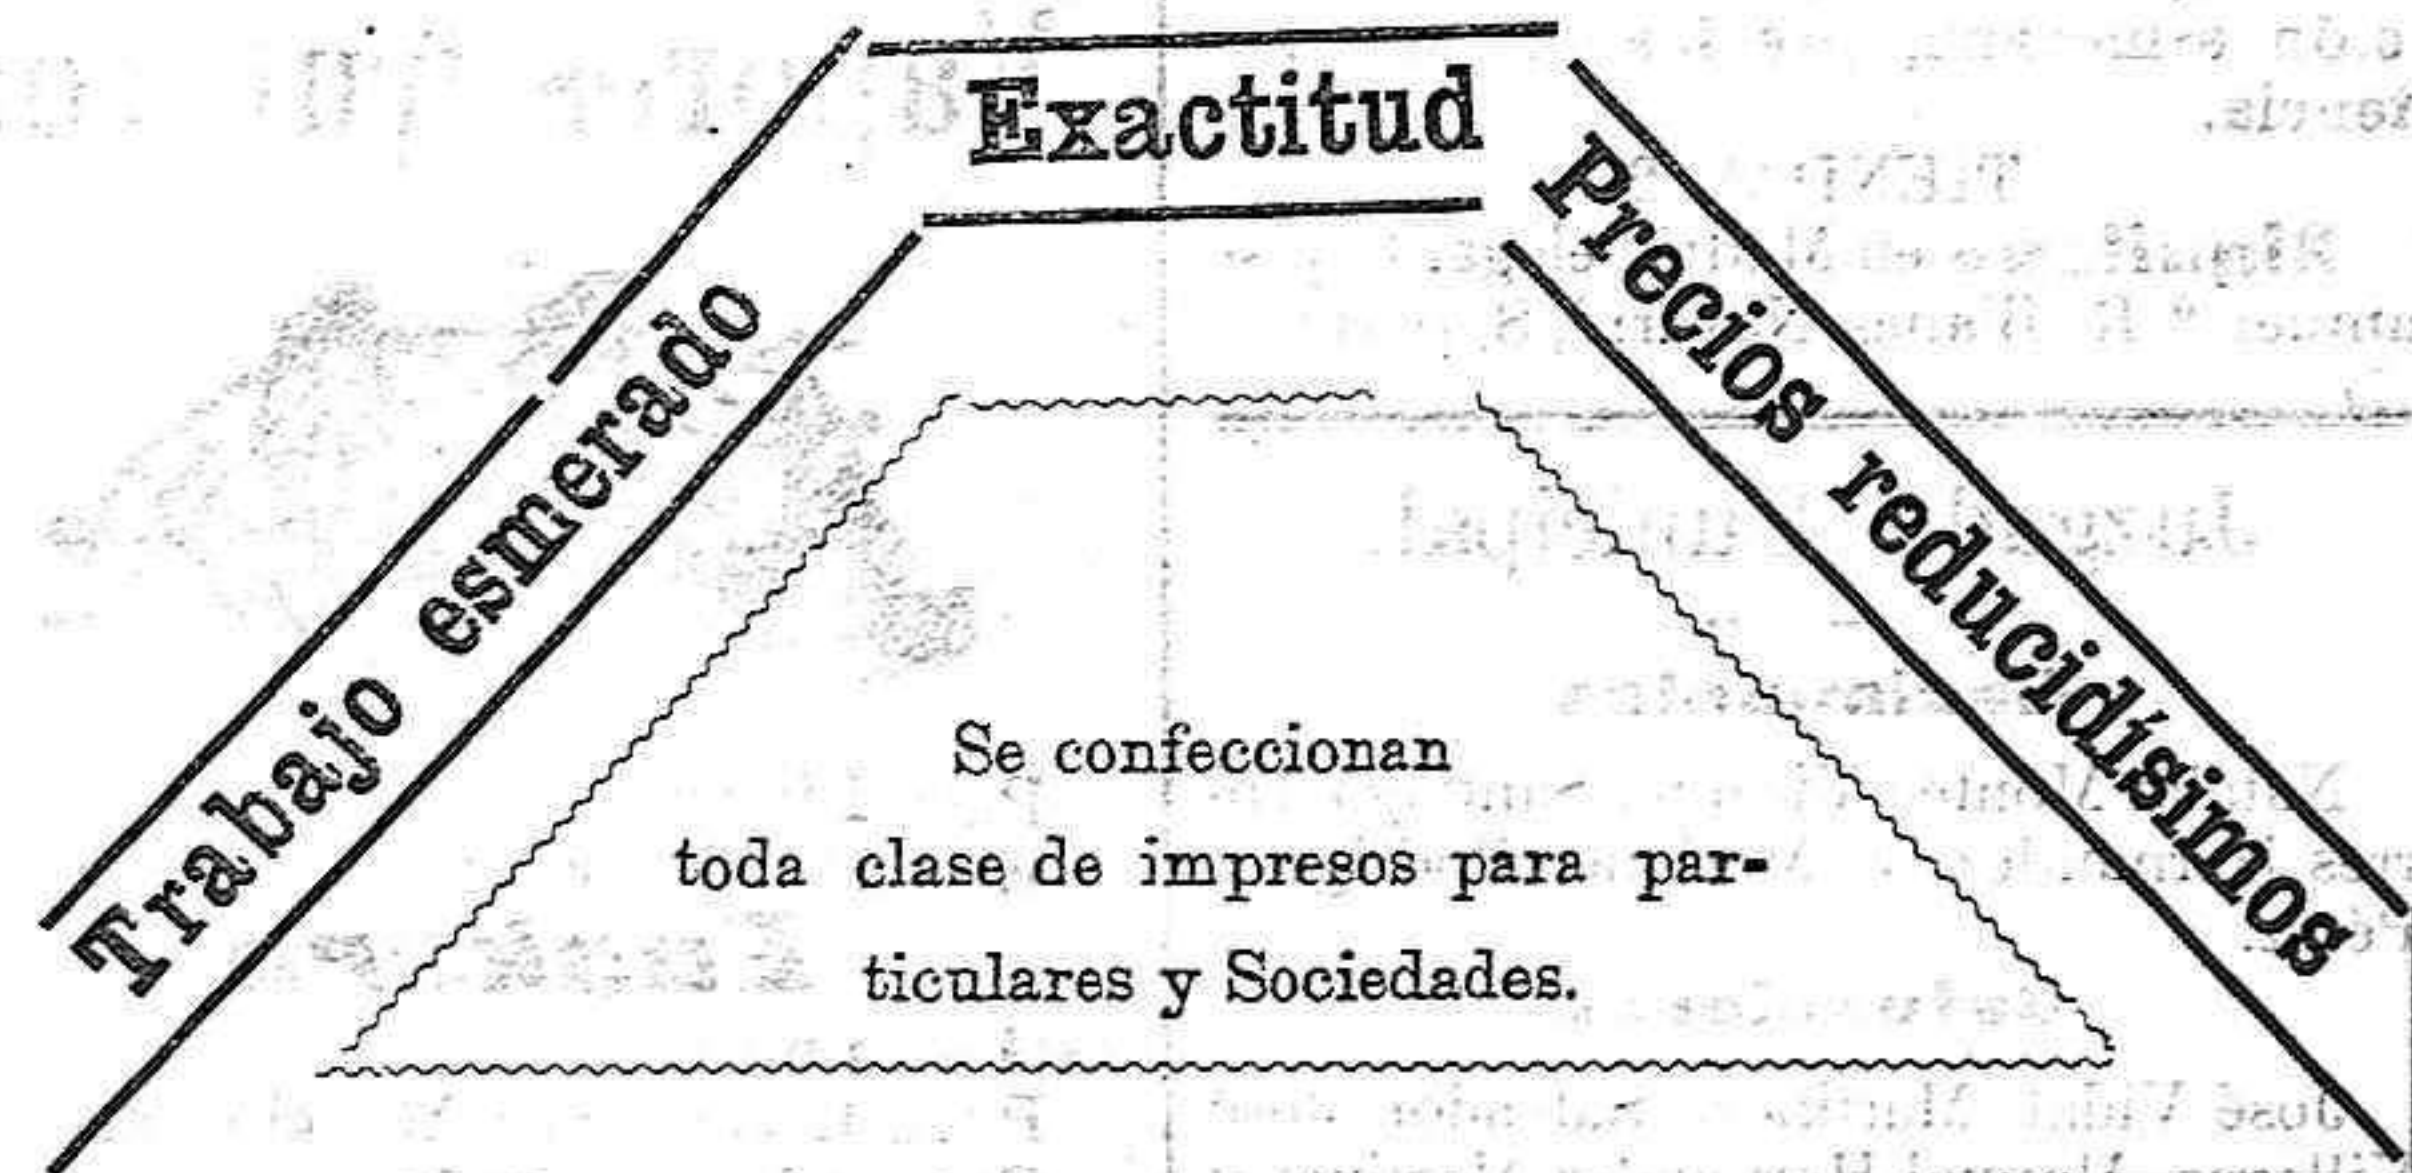 Trabajo esmerado
Exactitud
Precios reducidísimos
Se confeccionan
toda clase de impresos para par-
ticulares y Sociedades.